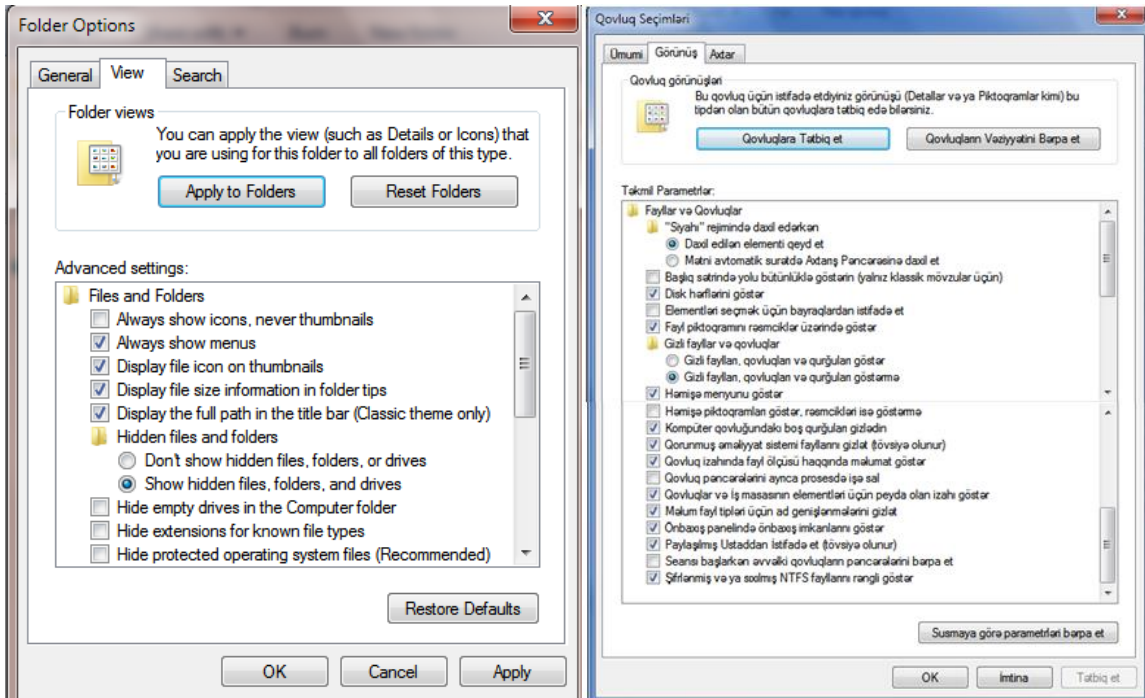 Folder Options
General
View
Search
Folder views
You can apply the view (such as Details or Icons) that
you are using for this folder to all folders of this type.
Apply to Folders
Reset Folders
Advanced settings:
Files and Folders
Always show icons, never thumbnails
Always show menus
Display file icon on thumbnails
Display file size information in folder tips
Display the full path in the title bar (Classic theme only)
Hidden files and folders
Don't show hidden files, folders, or drives
Show hidden files, folders, and drives
Hide empty drives in the Computer folder
Hide extensions for known file types
Hide protected operating system files (Recommended)
Restore Defaults
OK
Cancel
Apply
Qovluq Seçimləri
Ümumi
Görünüş
Axtar
Qovluq görünüşləri
Bu qovluq üçün istifadə etdiyiniz görünüşü (Detallar və ya Piktoqramlar kimi) bu
tipdən olan bütün qovluqlara tətbiq edə bilərsiniz.
Qovluqlara Tətbiq et
Qovluqların Vəziyyətini Bərpa et
Təkmil Parametrlər:
Fayllar və Qovluqlar
"Siyahı" rejimində daxil edərkən
Daxil edilən elementi qeyd et
Mətni avtomatik surətdə Axtarış Pəncərəsinə daxil et
Başlıq sətrində yolu bütünlüklə göstərin (yalnız klassik mövzular üçün)
Disk hərflərini göstər
Elementləri seçmək üçün bayraqlardan istifadə et
Fayl piktoqramını rəsmciklər üzərində göstər
Gizli fayllar və qovluqlar
Gizli faylları, qovluqları və qurğuları göstər
Gizli faylları, qovluqları və qurğuları göstərmə
Həmişə menyunu göstər
Həmişə piktoqramları göstər, rəsmcikləri isə göstərmə
Kompüter qovluğundakı boş qurğuları gizlədin
Qorunmuş əməliyyat sistemi fayllarını gizlət (tövsiyə olunur)
Qovluq izahında fayl ölçüsü haqqında məlumat göstər
Qovluq pəncərələrini ayrıca prosesdə işə sal
Qovluqlar və İş masasının elementləri üçün peyda olan izahı göstər
Məlum fayl tipləri üçün ad genişlənmələrini gizlət
Önbaxış panelində önbaxış imkanlarını göstər
Paylaşılmış Ustaddan İstifadə et (tövsiyə olunur)
Seansı başlarkən əvvəlki qovluqların pəncərələrini bərpa et
Şifrlənmiş və ya sıxılmış NTFS fayllarını rəngli göstər
Susmaya görə parametrləri bərpa et
OK
İmtina
Tətbiq et